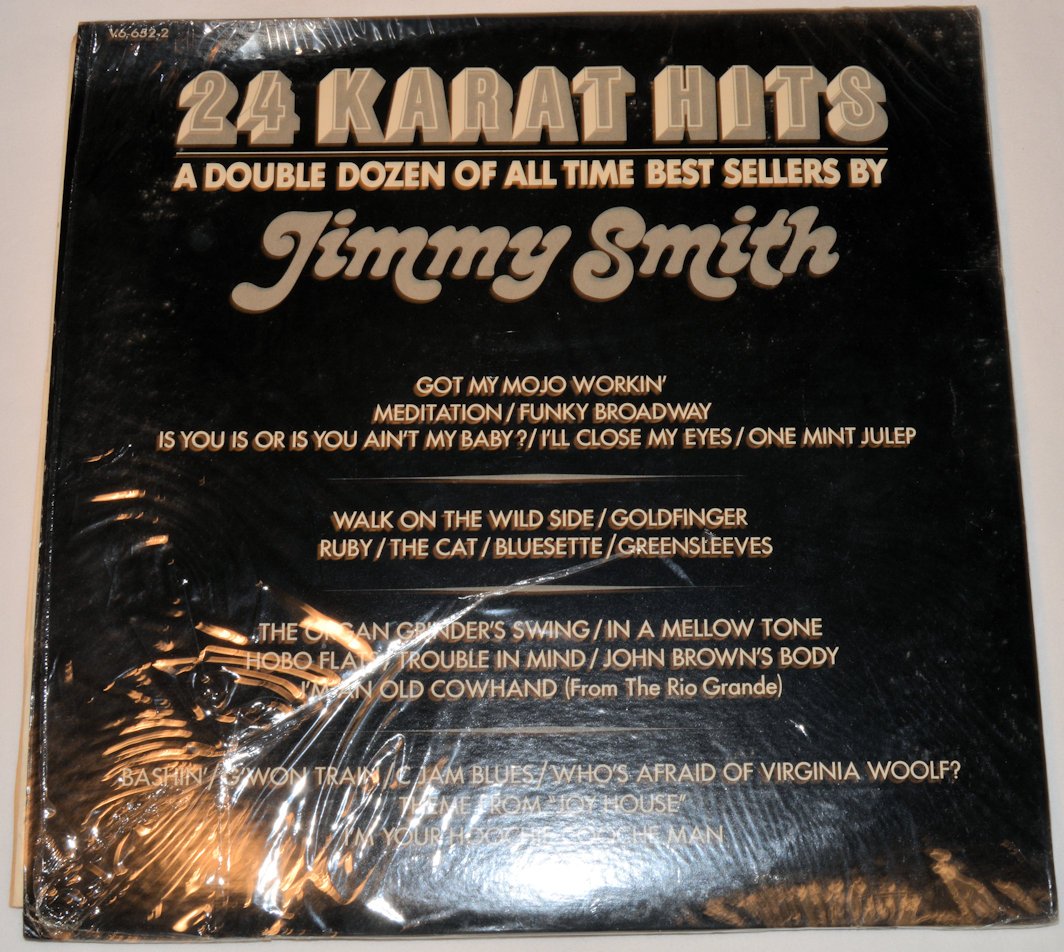 V6-652-2
24 KARAT HITS
A DOUBLE DOZEN OF ALL TIME BEST SELLERS BY
Jimmy Smith
GOT MY MOJO WORKIN'
MEDITATION / FUNKY BROADWAY
IS YOU IS OR IS YOU AIN'T MY BABY? / I'LL CLOSE MY EYES / ONE MINT JULEP
WALK ON THE WILD SIDE / GOLDFINGER
RUBY / THE CAT / BLUESETTE / GREENSLEEVES
THE ORGAN GRINDER'S SWING / IN A MELLOW TONE
HOBO FLATS / TROUBLE IN MIND / JOHN BROWN'S BODY
I'M AN OLD COWHAND (From The Rio Grande)
BASHIN' / G'WON TRAIN / C JAM BLUES / WHO'S AFRAID OF VIRGINIA WOOLF?
THEME FROM "JOY HOUSE"
I'M YOUR HOOCHIE COOCHE MAN